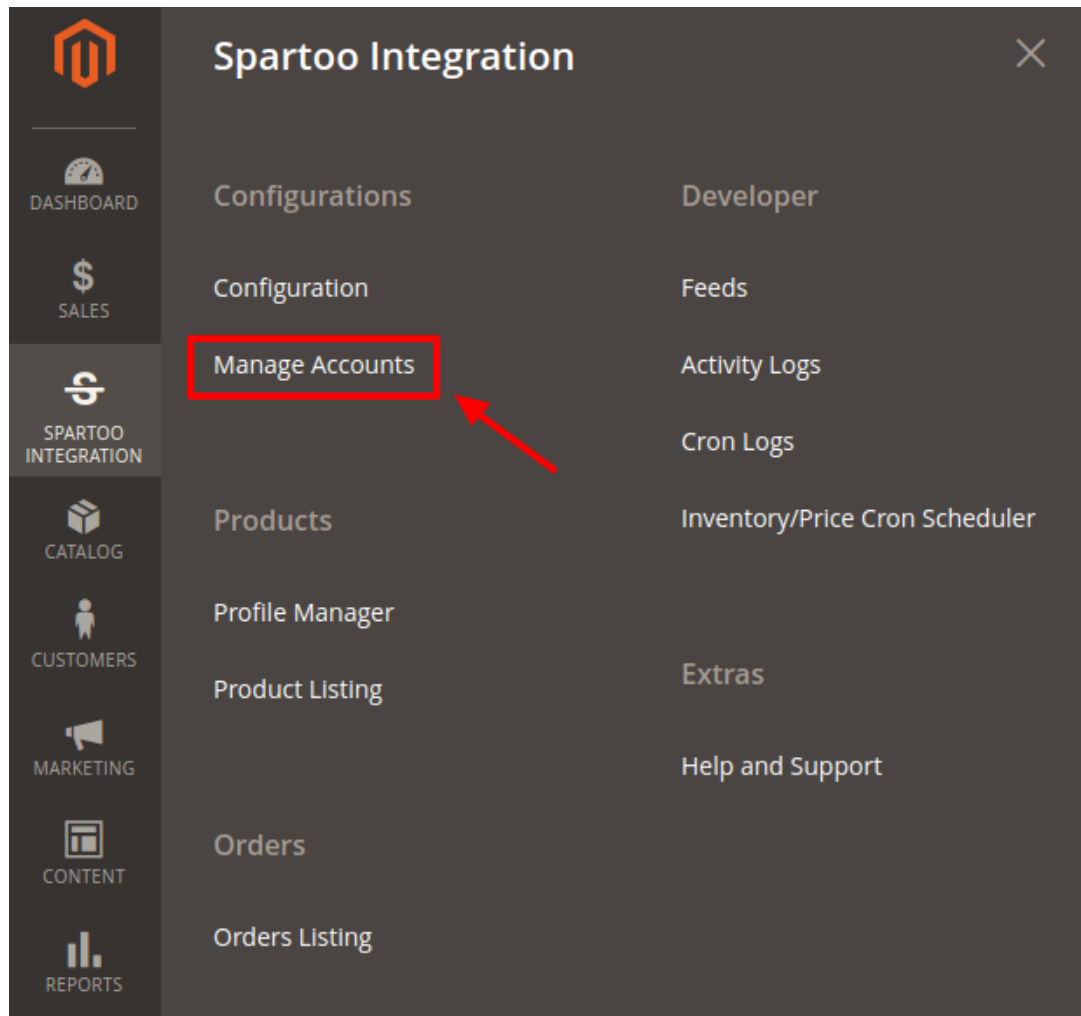 Spartoo Integration
DASHBOARD
SALES
SPARTOO
INTEGRATION
CATALOG
CUSTOMERS
MARKETING
CONTENT
REPORTS
Configurations
Configuration
Manage Accounts
Products
Profile Manager
Product Listing
Orders
Orders Listing
Developer
Feeds
Activity Logs
Cron Logs
Inventory/Price Cron Scheduler
Extras
Help and Support